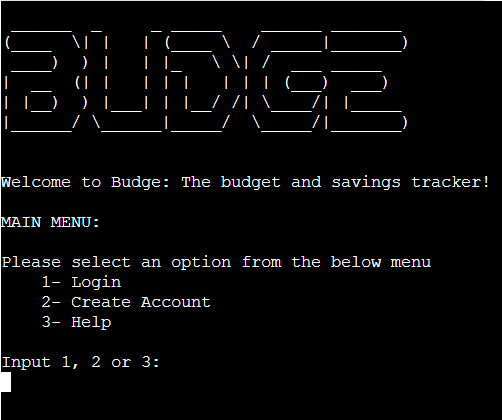 BUDGE
Welcome to Budge: The budget and savings tracker!
MAIN MENU:
Please select an option from the below menu
1- Login
2- Create Account
3- Help
Input 1, 2 or 3: